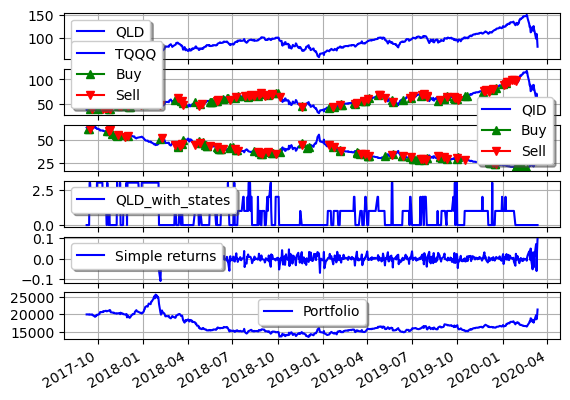 150
100
QLD
TQQQ
Buy
Sell
100
50
QID
Buy
Sell
50
25
2.5
0.0
QLD_with_states
0.1
0.0
-0.1
Simple returns
25000
20000
15000
Portfolio
2017-10
2018-01
2018-04
2018-07
2018-10
2019-01
2019-04
2019-07
2019-10
2020-01
2020-04